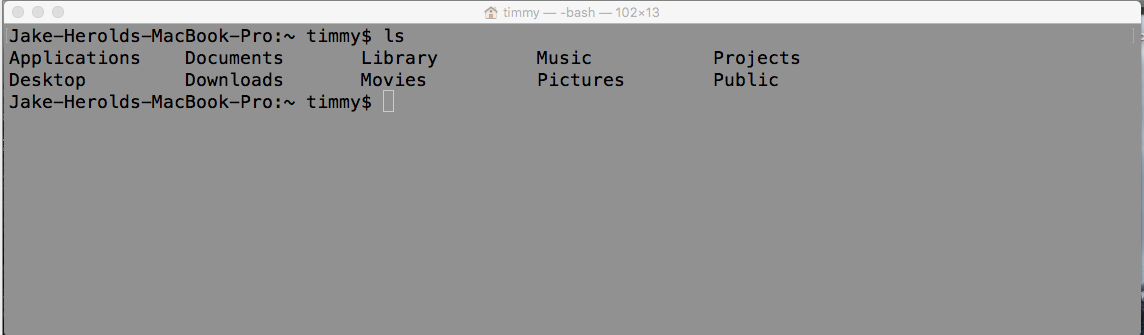 timmy — -bash — 102×13
Jake-Herolds-MacBook-Pro:~ timmy$ ls
Applications Documents Library Music Projects
Desktop Downloads Movies Pictures Public
Jake-Herolds-MacBook-Pro:~ timmy$